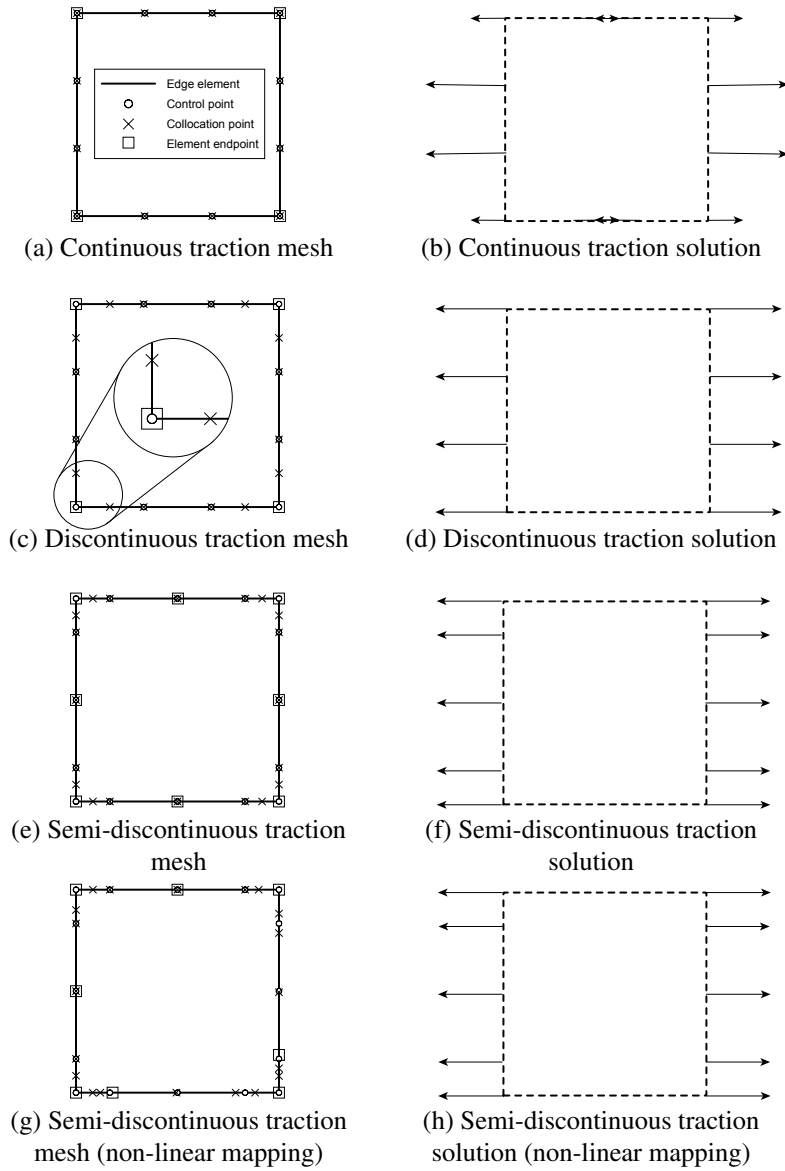 Edge element
Control point
Collocation point
Element endpoint
(a) Continuous traction mesh
(b) Continuous traction solution
(c) Discontinuous traction mesh
(d) Discontinuous traction solution
(e) Semi-discontinuous traction
mesh
(f) Semi-discontinuous traction
solution
(g) Semi-discontinuous traction
mesh (non-linear mapping)
(h) Semi-discontinuous traction
solution (non-linear mapping)